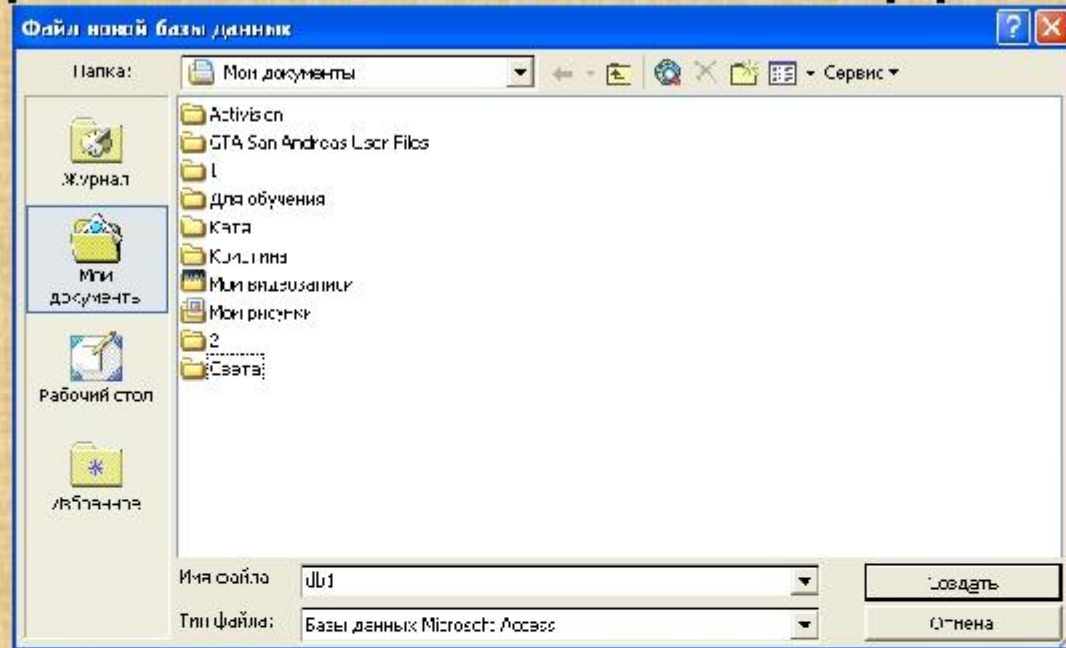 Файл новой базы данных
Папка:
Мои документы
Сервис
Журнал
Мои
документы
Рабочий стол
Избранное
Activision
GTA San Andreas User Files
1
Для обучения
Катя
Кристина
Мои видеозаписи
Мои рисунки
2
Света
Имя файла
db1
Создать
Тип файла:
Базы данных Microsoft Access
Отмена